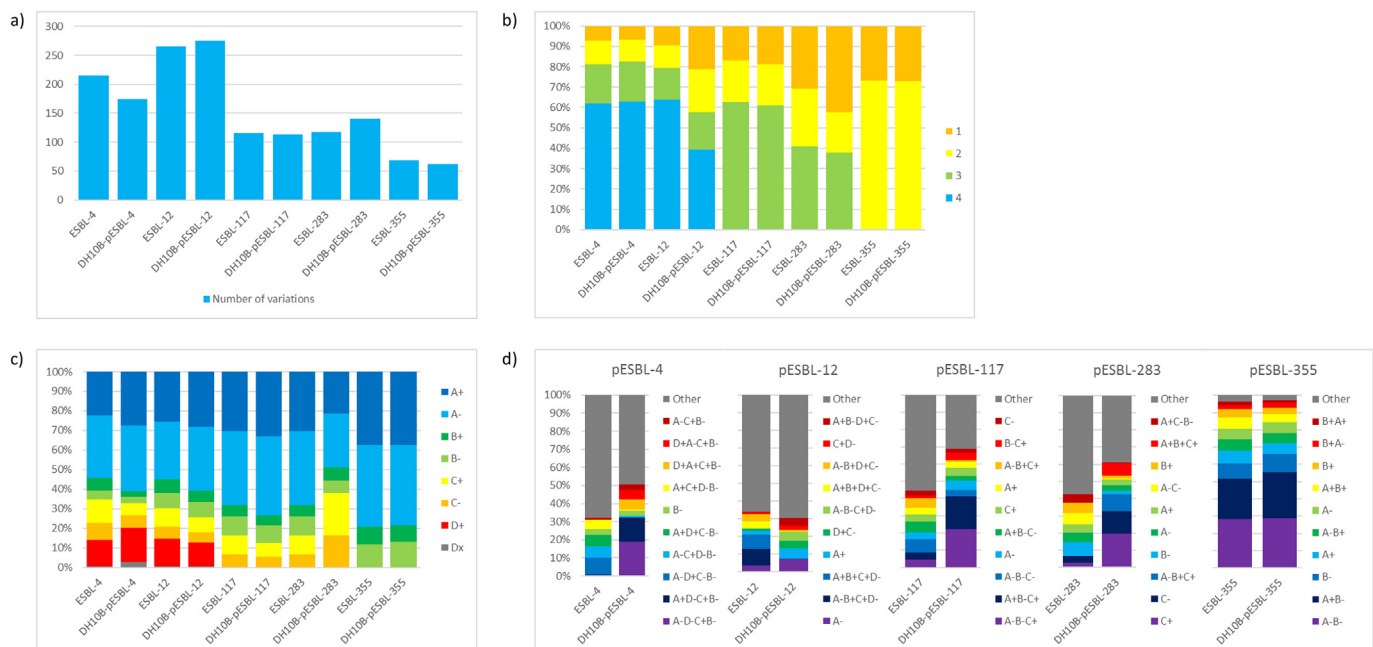 a)
300
250
200
150
100
50
0
ESBL-4
DH10B-pESBL-4
ESBL-12
DH10B-pESBL-12
ESBL-117
DH10B-pESBL-117
ESBL-283
DH10B-pESBL-283
ESBL-355
DH10B-pESBL-355
Number of variations
b)
100%
90%
80%
70%
60%
50%
40%
30%
20%
10%
0%
ESBL-4
DH10B-pESBL-4
ESBL-12
DH10B-pESBL-12
ESBL-117
DH10B-pESBL-117
ESBL-283
DH10B-pESBL-283
ESBL-355
DH10B-pESBL-355
1
2
3
4
c)
100%
90%
80%
70%
60%
50%
40%
30%
20%
10%
0%
ESBL-4
DH10B-pESBL-4
ESBL-12
DH10B-pESBL-12
ESBL-117
DH10B-pESBL-117
ESBL-283
DH10B-pESBL-283
ESBL-355
DH10B-pESBL-355
A+
A-
B+
B-
C+
C-
D+
Dx
d)
100%
90%
80%
70%
60%
50%
40%
30%
20%
10%
0%
pESBL-4
ESBL-4
DH10B-pESBL-4
Other
A-C+B-
D+A-C+B-
D+A+C+B-
A+C+D-B-
B-
A+D+C-B-
A-C+D-B-
A-D+C-B-
A+D-C+B-
A-D-C+B-
pESBL-12
ESBL-12
DH10B-pESBL-12
Other
A+B-D+C-
C+D-
A-B+D+C-
A+B+D+C-
A-B-C+D-
D+C-
A+
A+B+C+D-
A-B+C+D-
A-
pESBL-117
ESBL-117
DH10B-pESBL-117
Other
C-
B-C+
A-B+C+
A+
C+
A+B-C-
A-
A-B-C-
A+B-C+
A-B-C+
pESBL-283
ESBL-283
DH10B-pESBL-283
Other
A+C-B-
A+B+C+
B+
A-C-
A+
A-
B-
A-B+C+
C-
C+
pESBL-355
ESBL-355
DH10B-pESBL-355
Other
B+A+
B+A-
B+
A+B+
A-
A-B+
A+
B-
A+B-
A-B-